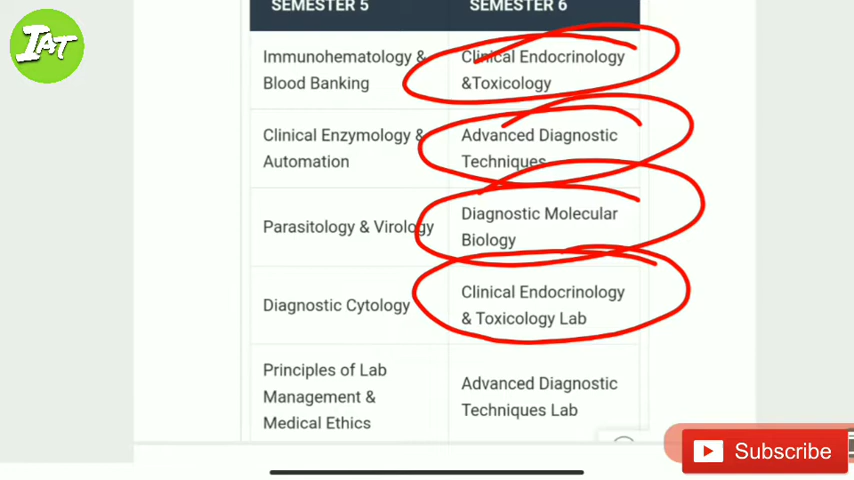 IAT
SEMESTER 5
SEMESTER 6
Immunohematology &
Blood Banking
Clinical Endocrinology
&Toxicology
Clinical Enzymology &
Automation
Advanced Diagnostic
Techniques
Parasitology & Virology
Diagnostic Molecular
Biology
Diagnostic Cytology
Clinical Endocrinology
& Toxicology Lab
Principles of Lab
Management &
Medical Ethics
Advanced Diagnostic
Techniques Lab
Subscribe